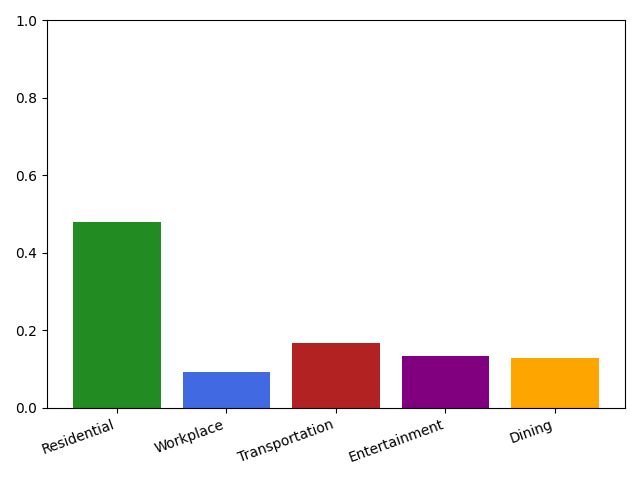 1.0
0.8
0.6
0.4
0.2
0.0
Residential
Workplace
Transportation
Entertainment
Dining